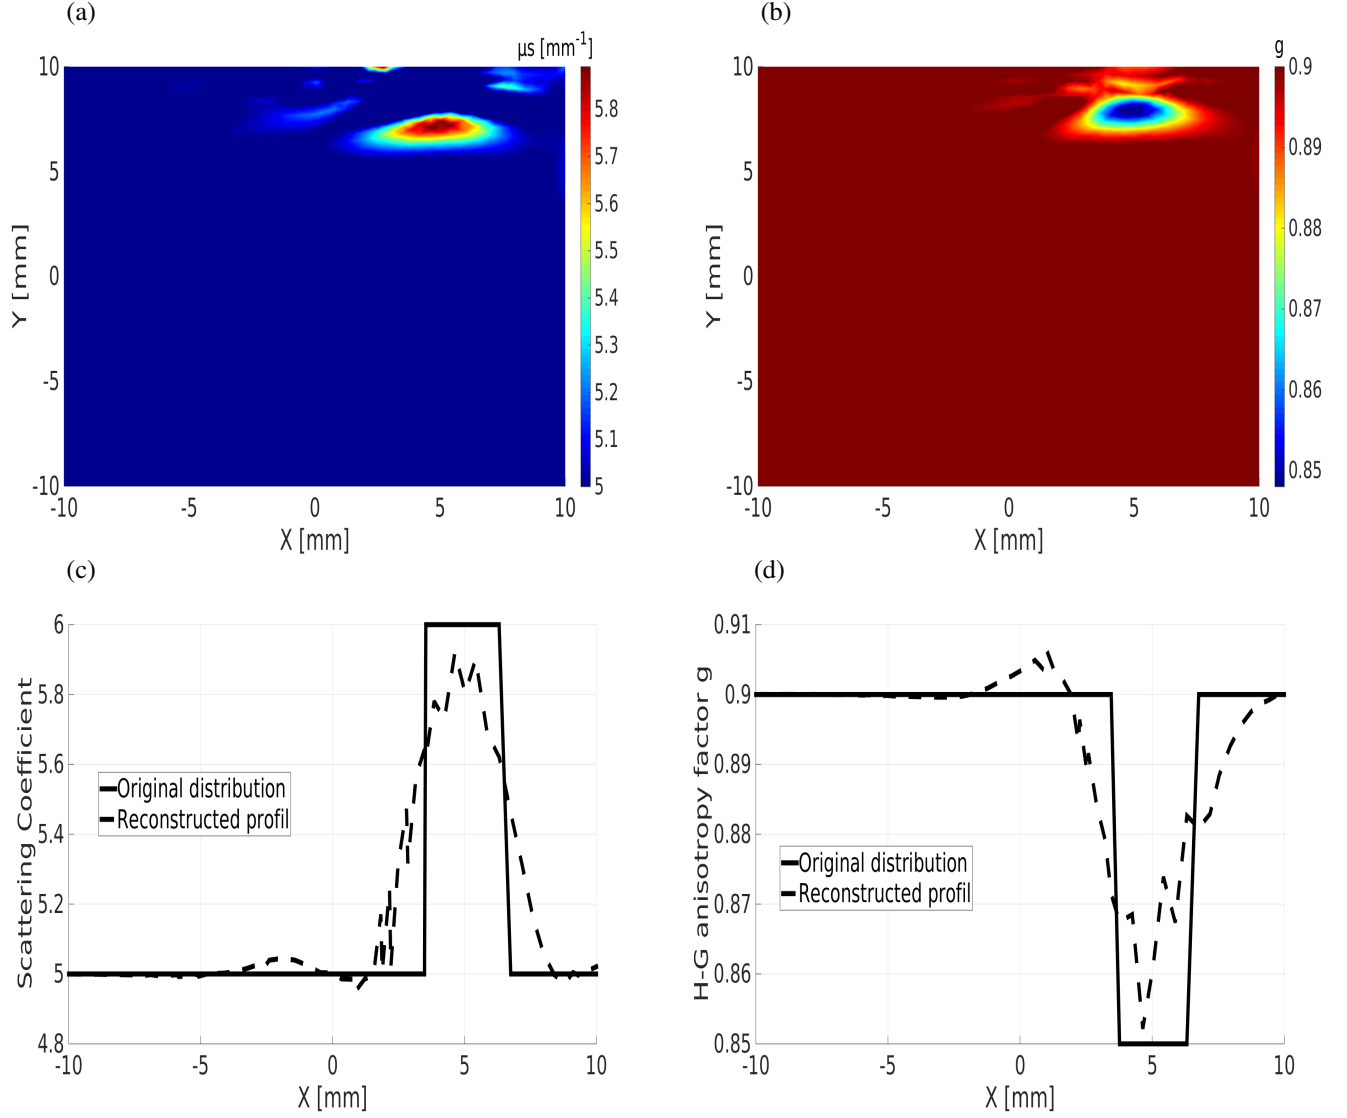 (a)
µs [mm-1]
10
5
0
-5
-10
Y [mm]
-10 -5 0 5 10
X [mm]
5.8
5.7
5.6
5.5
5.4
5.3
5.2
5.1
5
(b)
g
10
5
0
-5
-10
Y [mm]
-10 -5 0 5 10
X [mm]
0.9
0.89
0.88
0.87
0.86
0.85
(c)
6
5.8
5.6
5.4
5.2
5
4.8
Scattering Coefficient
Original distribution
Reconstructed profil
-10 -5 0 5 10
X [mm]
(d)
0.91
0.9
0.89
0.88
0.87
0.86
0.85
H-G anisotropy factor g
Original distribution
Reconstructed profil
-10 -5 0 5 10
X [mm]